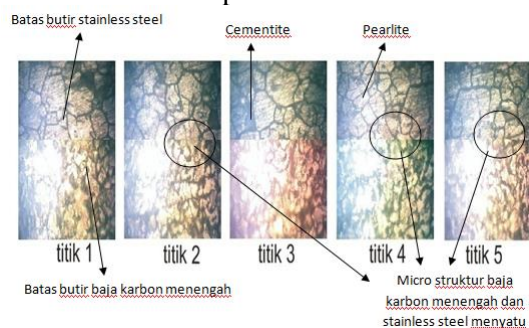 Batas butir stainless steel
Cementite
Pearlite
titik 1
titik 2
titik 3
titik 4
titik 5
Batas butir baja karbon menengah
Micro struktur baja
karbon menengah dan
stainless steel menyatu